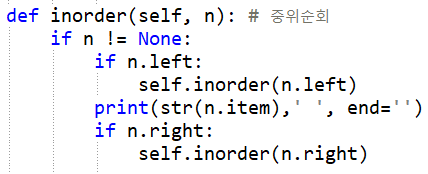 def inorder(self, n): # 중위순회
    if n != None:
        if n.left:
            self.inorder(n.left)
        print(str(n.item),' ', end='')
        if n.right:
            self.inorder(n.right)